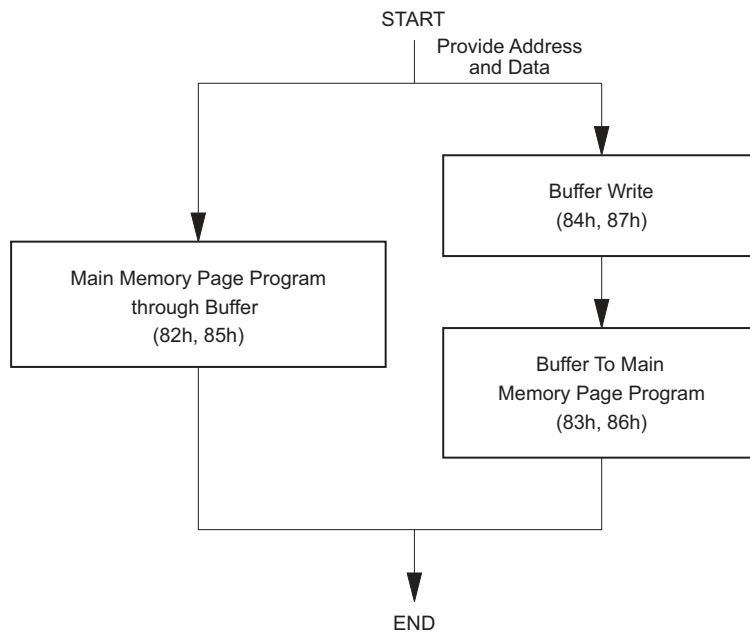 START
Provide Address
and Data
Buffer Write
(84h, 87h)
Main Memory Page Program
through Buffer
(82h, 85h)
Buffer To Main
Memory Page Program
(83h, 86h)
END